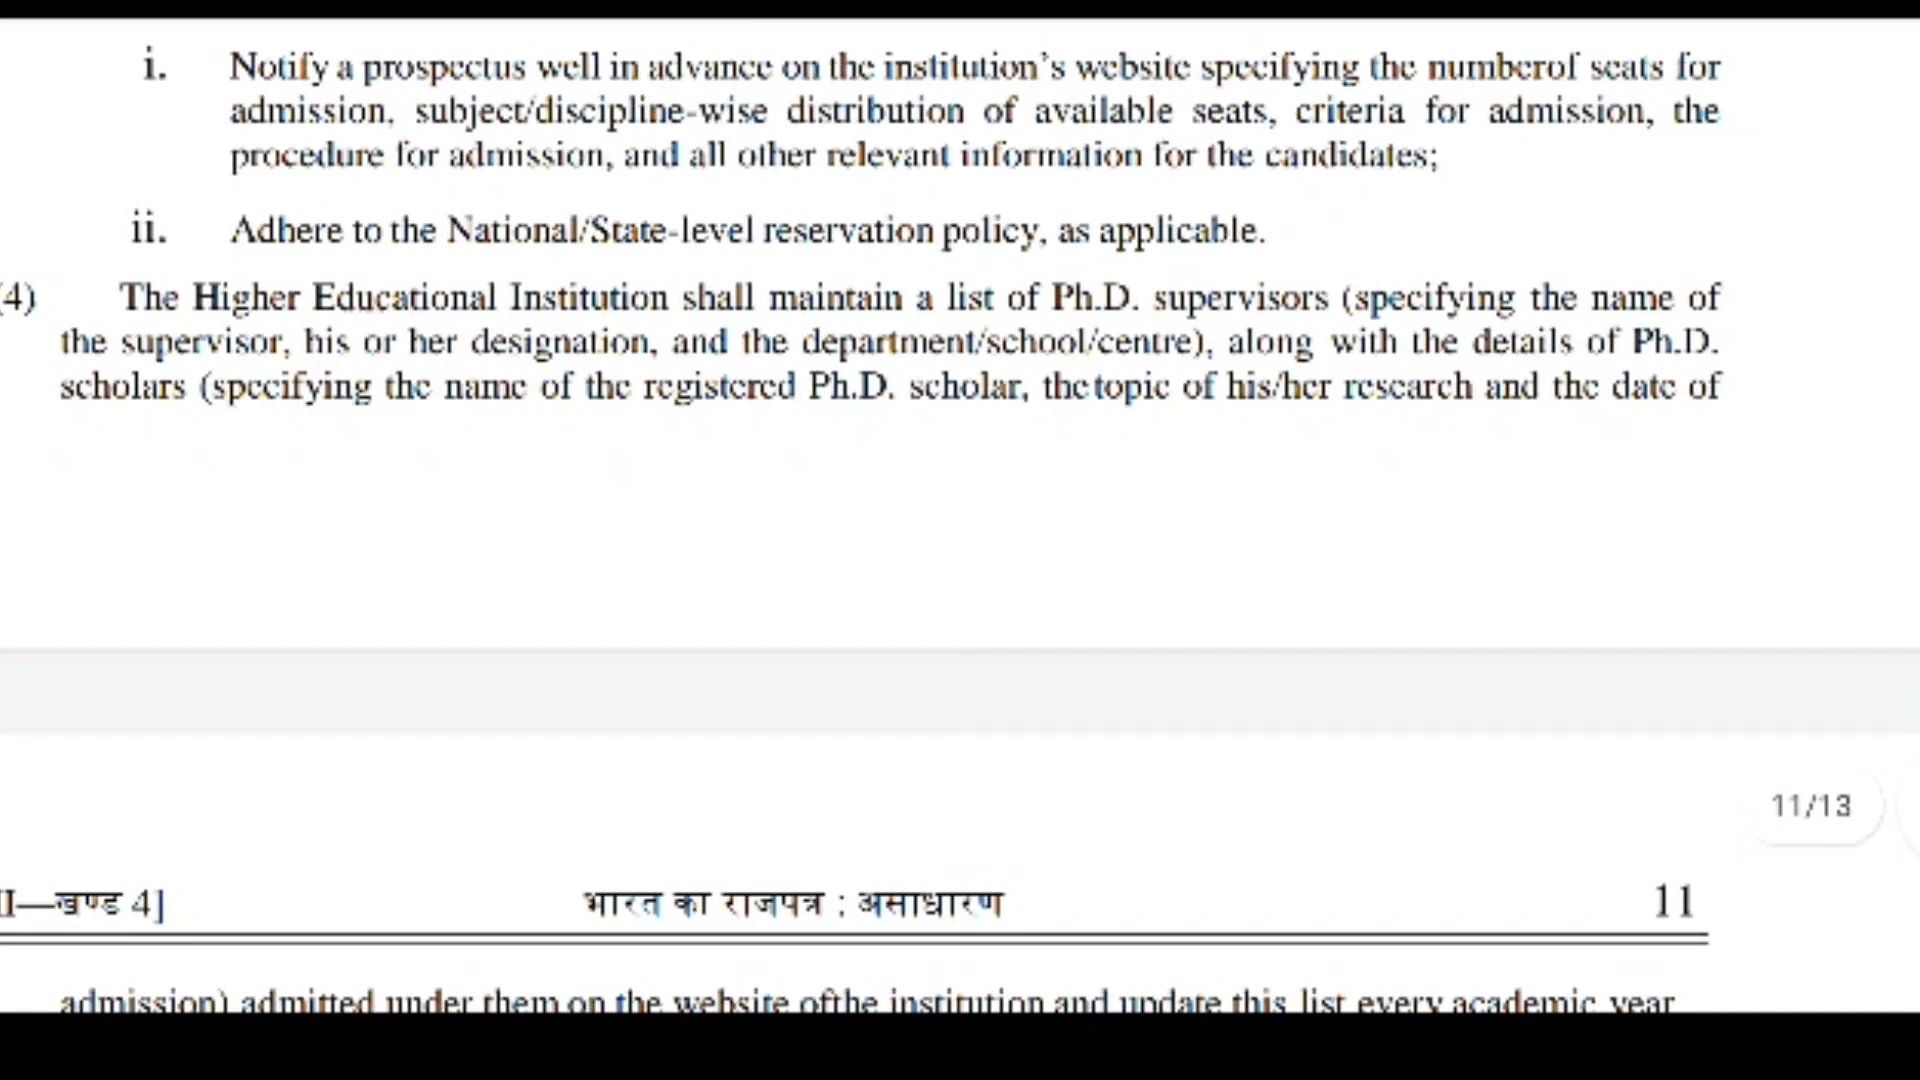 i. Notify a prospectus well in advance on the institution's website specifying the numberof seats for
admission, subject/discipline-wise distribution of available seats, criteria for admission, the
procedure for admission, and all other relevant information for the candidates;
ii. Adhere to the National/State-level reservation policy, as applicable.
(4) The Higher Educational Institution shall maintain a list of Ph.D. supervisors (specifying the name of
the supervisor, his or her designation, and the department/school/centre), along with the details of Ph.D.
scholars (specifying the name of the registered Ph.D. scholar, thetopic of his/her research and the date of
11/13
II—खण्ड 4] भारत का राजपत्र : असाधारण 11
admission) admitted under them on the website ofthe institution and update this list every academic year